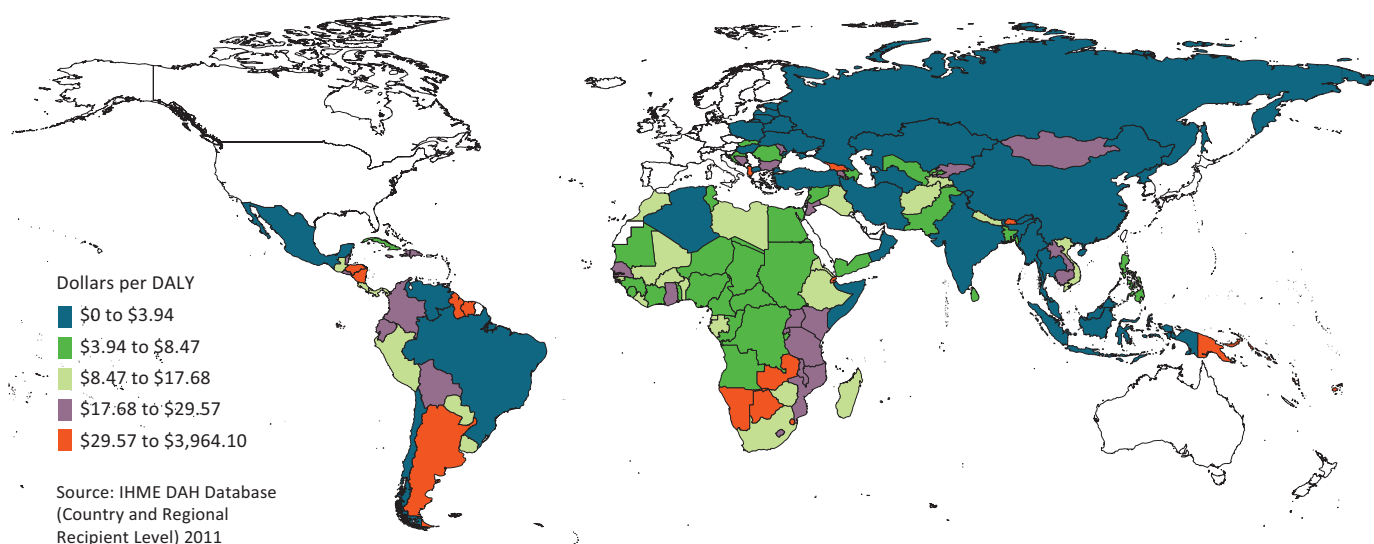 Dollars per DALY
$0 to $3.94
$3.94 to $8.47
$8.47 to $17.68
$17.68 to $29.57
$29.57 to $3,964.10
Source: IHME DAH Database
(Country and Regional
Recipient Level) 2011